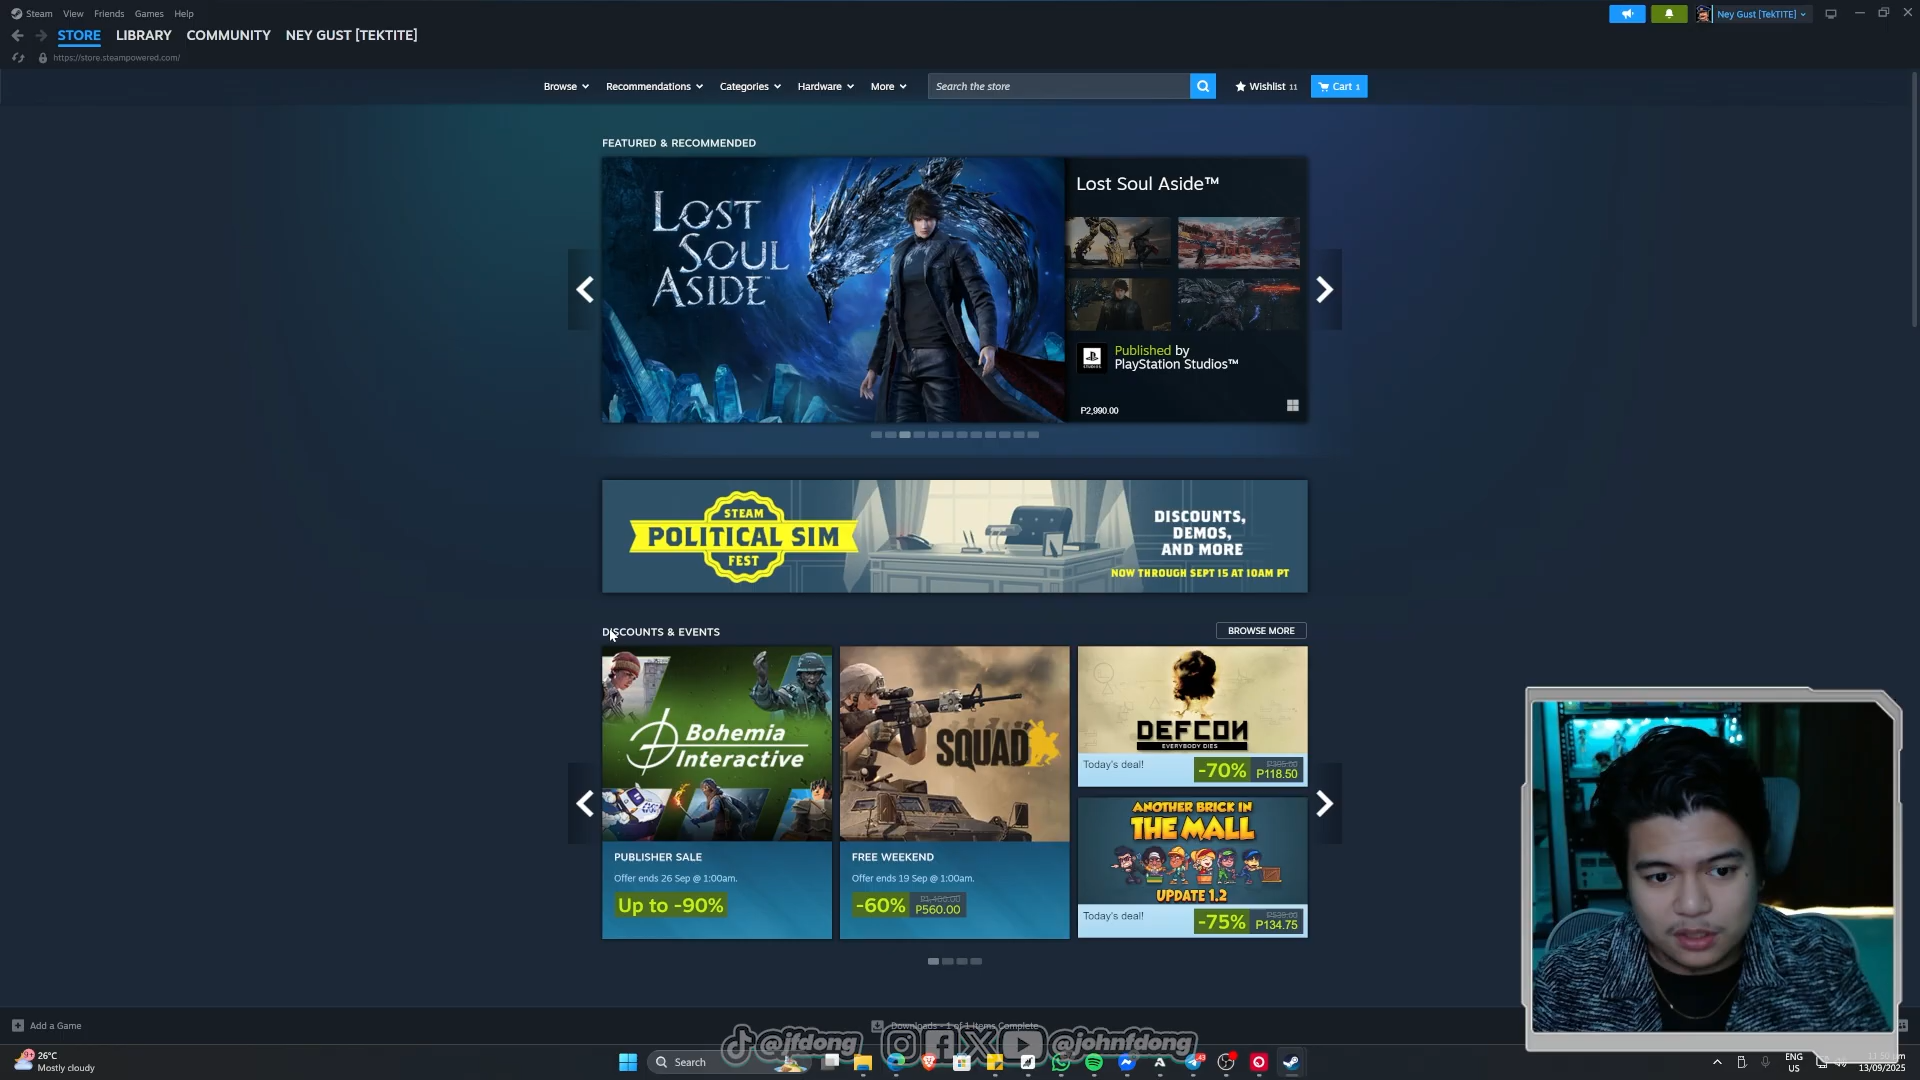 Steam View Friends Games Help
Ney Gust [TekTITE]
STORE LIBRARY COMMUNITY NEY GUST [TEKTITE]
https://store.steampowered.com/
Browse Recommendations Categories Hardware More
Search the store
Wishlist 11
Cart 1
FEATURED & RECOMMENDED
LOST
SOUL
ASIDE
Lost Soul Aside™
Published by
PlayStation Studios™
P2,990.00
STEAM
POLITICAL SIM
FEST
DISCOUNTS,
DEMOS,
AND MORE
NOW THROUGH SEPT 15 AT 10AM PT
DISCOUNTS & EVENTS
BROWSE MORE
Bohemia
Interactive
PUBLISHER SALE
Offer ends 26 Sep @ 1:00am.
Up to -90%
SQUAD
FREE WEEKEND
Offer ends 19 Sep @ 1:00am.
-60%
P560.00
DEFCON
EVERYBODY DIES
Today's deal!
-70%
P118.50
ANOTHER BRICK IN
THE MALL
UPDATE 1.2
Today's deal!
-75%
P134.75
Add a Game
Downloads - 1 of 1 Items Complete
@jfdong
@johnfdong
26°C
Mostly cloudy
Search
ENG
US
13/09/2025